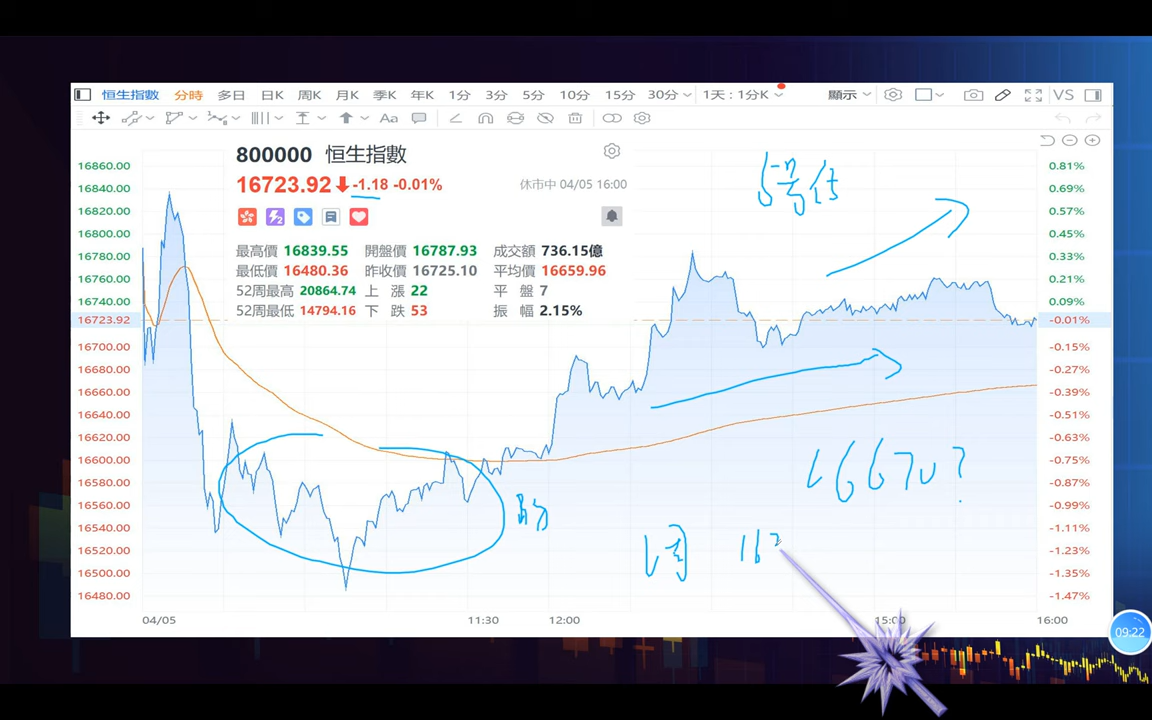 恒生指數 分時 多日 日K 周K 月K 季K 年K 1分 3分 5分 10分 15分 30分 1天 : 1分K 顯示 VS
Aa
800000 恒生指數
16723.92 -1.18 -0.01% 休市中 04/05 16:00
最高價 16839.55 開盤價 16787.93 成交額 736.15億
最低價 16480.36 昨收價 16725.10 平均價 16659.96
52周最高 20864.74 上 漲 22 平 盤 7
52周最低 14794.16 下 跌 53 振 幅 2.15%
16860.00 0.81%
16840.00 0.69%
16820.00 0.57%
16800.00 0.45%
16780.00 0.33%
16760.00 0.21%
16740.00 0.09%
16723.92 -0.01%
16700.00 -0.15%
16680.00 -0.27%
16660.00 -0.39%
16640.00 -0.51%
16620.00 -0.63%
16600.00 -0.75%
16580.00 -0.87%
16560.00 -0.99%
16540.00 -1.11%
16520.00 -1.23%
16500.00 -1.35%
16480.00 -1.47%
16670?
04/05 11:30 12:00 15:00 16:00
09:22